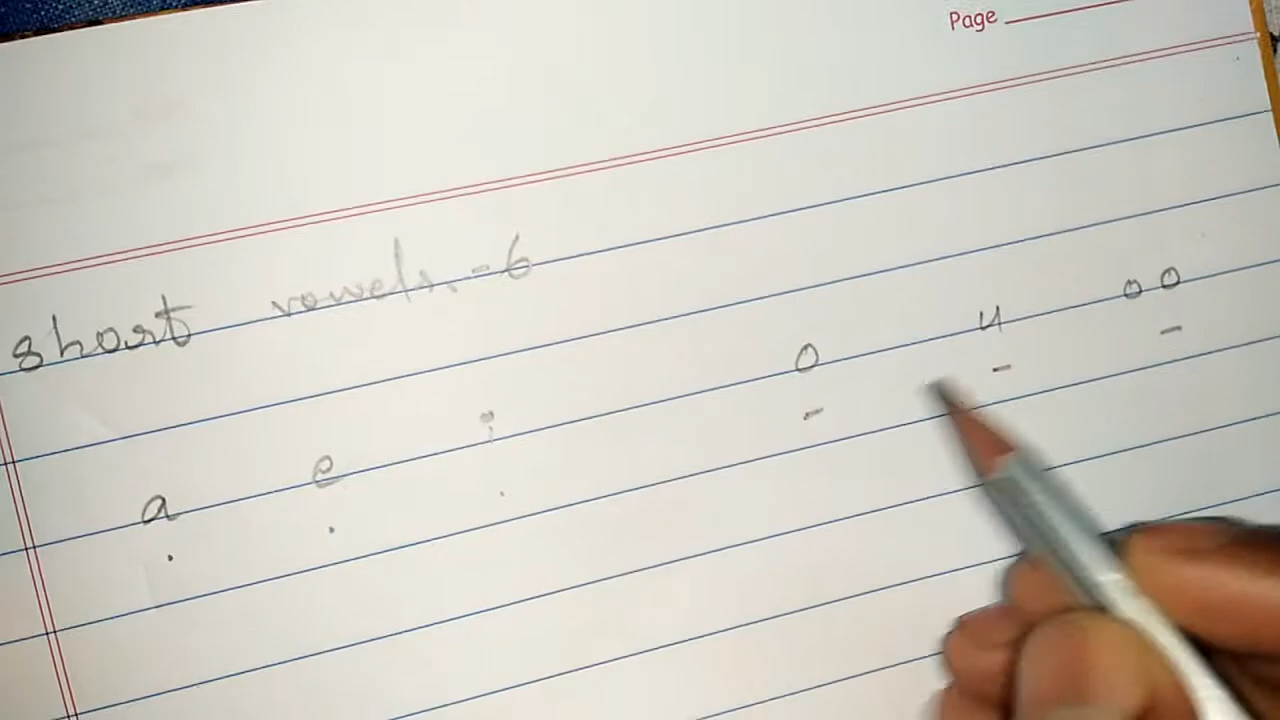 Page
short vowels. - 6
a e i o u oo
. . . - - -